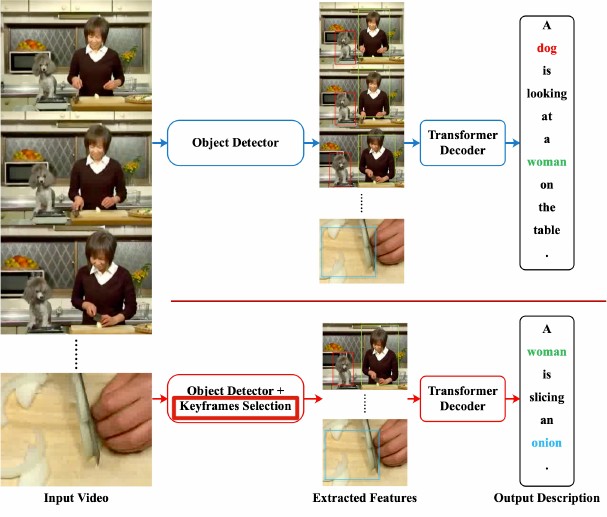 Object Detector
Transformer
Decoder
A
dog
is
looking
at
a
woman
on
the
table
.
Object Detector +
Keyframes Selection
Transformer
Decoder
A
woman
is
slicing
an
onion
.
Input Video
Extracted Features
Output Description